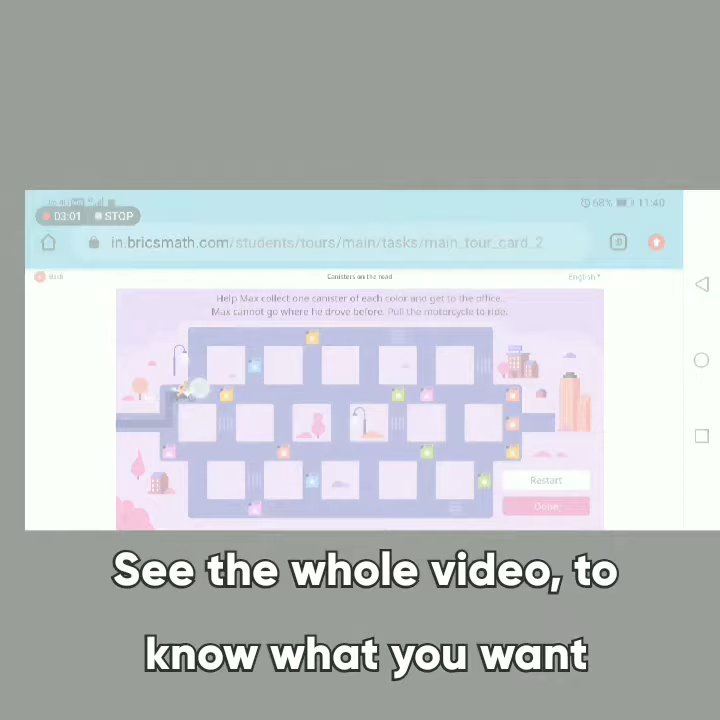 03:01 STOP
68% 11:40
in.bricsmath.com/students/tours/main/tasks/main_tour_card_2
Back
Canisters on the road
English
Help Max collect one canister of each color and get to the office.
Max cannot go where he drove before. Pull the motorcycle to ride.
Restart
Done
See the whole video, to
know what you want